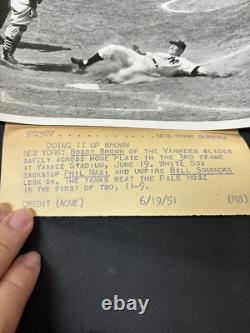 972587 NEW YORK BUREAU
DOING IT UP BROWN
NEW YORK: BOBBY BROWN OF THE YANKEES SLIDES
SAFELY ACROSS HOME PLATE IN THE 3RD FRAME
AT YANKEE STADIUM, JUNE 19. WHITE SOX
BACKSTOP PHIL MASI AND UMPIRE BILL SOMMERS
LOOK ON. THE YANKS BEAT THE PALE HOSE
IN THE FIRST OF TWO, 11-9.
CREDIT (ACME) 6/19/51 (RB)